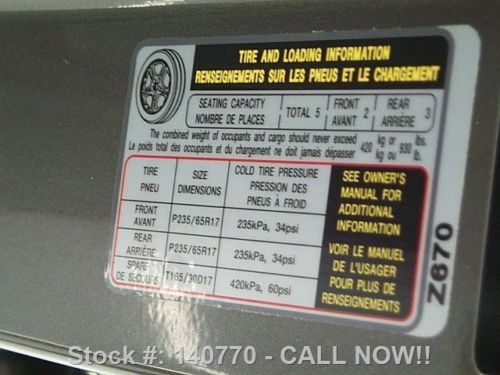 TIRE AND LOADING INFORMATION
RENSEIGNEMENTS SUR LES PNEUS ET LE CHARGEMENT
SEATING CAPACITY TOTAL 5 FRONT 2 REAR 3
NOMBRE DE PLACES AVANT ARRIÈRE
The combined weight of occupants and cargo should never exceed 420 kg or 930 lbs.
Le poids total des occupants et du chargement ne doit jamais dépasser kg ou lb.
TIRE
PNEU
SIZE
DIMENSIONS
COLD TIRE PRESSURE
PRESSION DES
PNEUS À FROID
FRONT
AVANT
P235/65R17
235kPa, 34psi
REAR
ARRIÈRE
P235/65R17
235kPa, 34psi
SPARE
DE SECOURS
T165/90D17
420kPa, 60psi
SEE OWNER'S
MANUAL FOR
ADDITIONAL
INFORMATION
VOIR LE MANUEL
DE L'USAGER
POUR PLUS DE
RENSEIGNEMENTS
Z670
Stock #: 140770 - CALL NOW!!